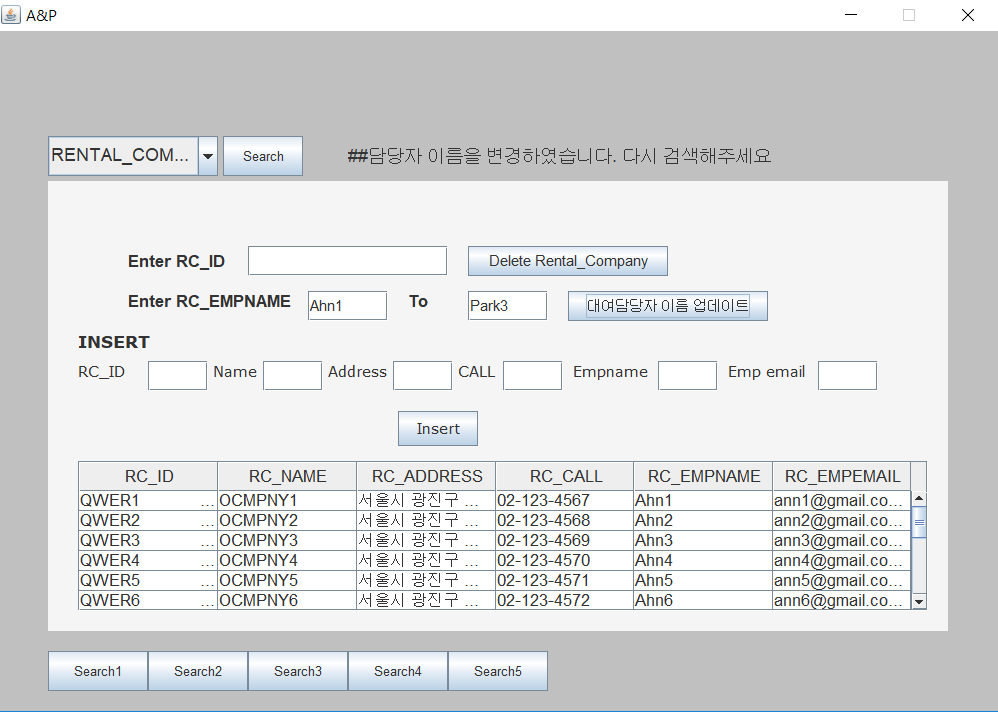 A&P
RENTAL_COM... Search ##담당자 이름을 변경하였습니다. 다시 검색해주세요
Enter RC_ID Delete Rental_Company
Enter RC_EMPNAME Ahn1 To Park3 대여담당자 이름 업데이트
INSERT
RC_ID Name Address CALL Empname Emp email
Insert
RC_ID RC_NAME RC_ADDRESS RC_CALL RC_EMPNAME RC_EMPEMAIL
QWER1 ... OCMPNY1 서울시 광진구 ... 02-123-4567 Ahn1 ann1@gmail.co...
QWER2 ... OCMPNY2 서울시 광진구 ... 02-123-4568 Ahn2 ann2@gmail.co...
QWER3 ... OCMPNY3 서울시 광진구 ... 02-123-4569 Ahn3 ann3@gmail.co...
QWER4 ... OCMPNY4 서울시 광진구 ... 02-123-4570 Ahn4 ann4@gmail.co...
QWER5 ... OCMPNY5 서울시 광진구 ... 02-123-4571 Ahn5 ann5@gmail.co...
QWER6 ... OCMPNY6 서울시 광진구 ... 02-123-4572 Ahn6 ann6@gmail.co...
Search1 Search2 Search3 Search4 Search5